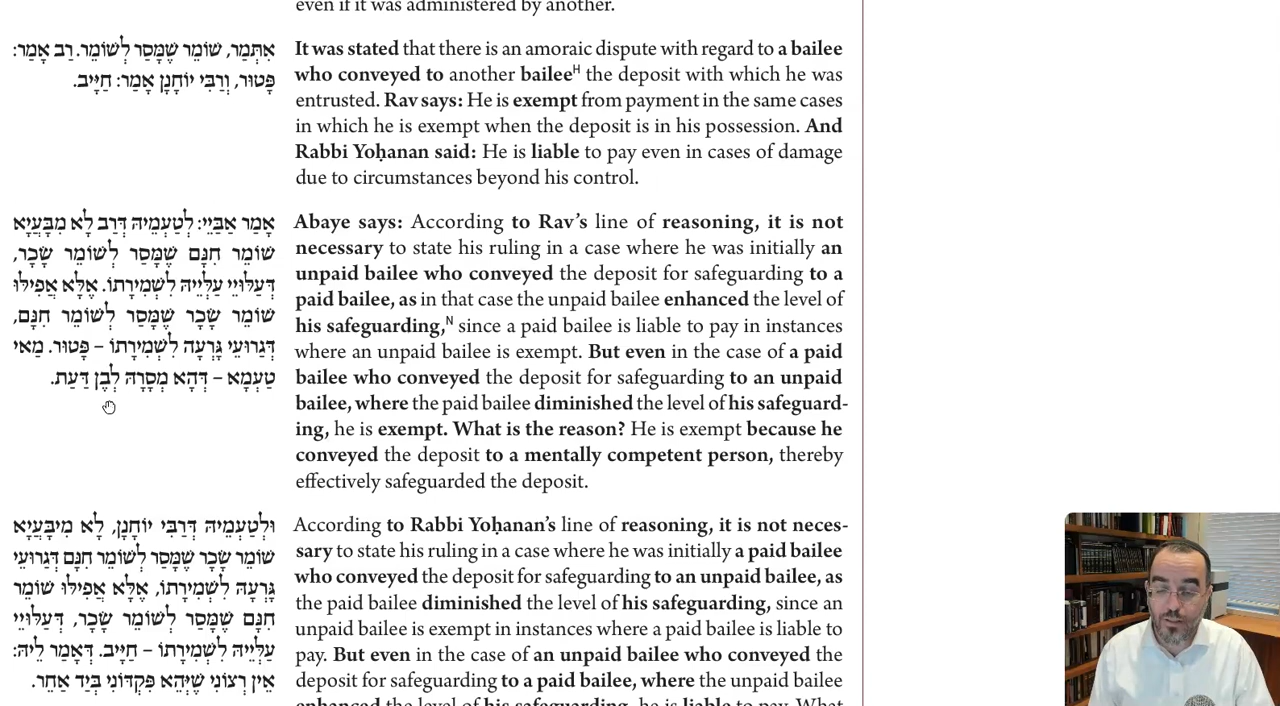 even if it was administered by another.
אִתְּמַר, שׁוֹמֵר שֶׁמָּסַר לְשׁוֹמֵר. רַב אָמַר:
פָּטוּר, וְרַבִּי יוֹחָנָן אָמַר: חַיָּיב.
It was stated that there is an amoraic dispute with regard to a bailee
who conveyed to another baileeᴴ the deposit with which he was
entrusted. Rav says: He is exempt from payment in the same cases
in which he is exempt when the deposit is in his possession. And
Rabbi Yoḥanan said: He is liable to pay even in cases of damage
due to circumstances beyond his control.
אָמַר אַבַּיֵי: לְטַעְמֵיהּ דְּרַב לָא מִבָּעֲיָא
שׁוֹמֵר חִנָּם שֶׁמָּסַר לְשׁוֹמֵר שָׂכָר,
דְּעַלּוּיֵי עַלְּיֵיהּ לִשְׁמִירָתוֹ. אֶלָּא אֲפִילּוּ
שׁוֹמֵר שָׂכָר שֶׁמָּסַר לְשׁוֹמֵר חִנָּם,
דְּגָרוֹעֵי גָּרְעָהּ לִשְׁמִירָתוֹ – פָּטוּר. מַאי
טַעְמָא – דְּהָא מְסָרָהּ לְבֶן דַּעַת.
Abaye says: According to Rav’s line of reasoning, it is not
necessary to state his ruling in a case where he was initially an
unpaid bailee who conveyed the deposit for safeguarding to a
paid bailee, as in that case the unpaid bailee enhanced the level of
his safeguarding,ᴺ since a paid bailee is liable to pay in instances
where an unpaid bailee is exempt. But even in the case of a paid
bailee who conveyed the deposit for safeguarding to an unpaid
bailee, where the paid bailee diminished the level of his safeguard-
ing, he is exempt. What is the reason? He is exempt because he
conveyed the deposit to a mentally competent person, thereby
effectively safeguarded the deposit.
וּלְטַעְמֵיהּ דְּרַבִּי יוֹחָנָן, לָא מִיבָּעֲיָא
שׁוֹמֵר שָׂכָר שֶׁמָּסַר לְשׁוֹמֵר חִנָּם דְּגָרוֹעֵי
גָּרְעָהּ לִשְׁמִירָתוֹ, אֶלָּא אֲפִילּוּ שׁוֹמֵר
חִנָּם שֶׁמָּסַר לְשׁוֹמֵר שָׂכָר, דְּעַלּוּיֵי
עַלְּיֵיהּ לִשְׁמִירָתוֹ – חַיָּיב. דְּאָמַר לֵיהּ:
אֵין רְצוֹנִי שֶׁיְּהֵא פִּקְדוֹנִי בְּיַד אַחֵר.
According to Rabbi Yoḥanan’s line of reasoning, it is not neces-
sary to state his ruling in a case where he was initially a paid bailee
who conveyed the deposit for safeguarding to an unpaid bailee, as
the paid bailee diminished the level of his safeguarding, since an
unpaid bailee is exempt in instances where a paid bailee is liable to
pay. But even in the case of an unpaid bailee who conveyed the
deposit for safeguarding to a paid bailee, where the unpaid bailee
enhanced the level of his safeguarding, he is liable to pay. What